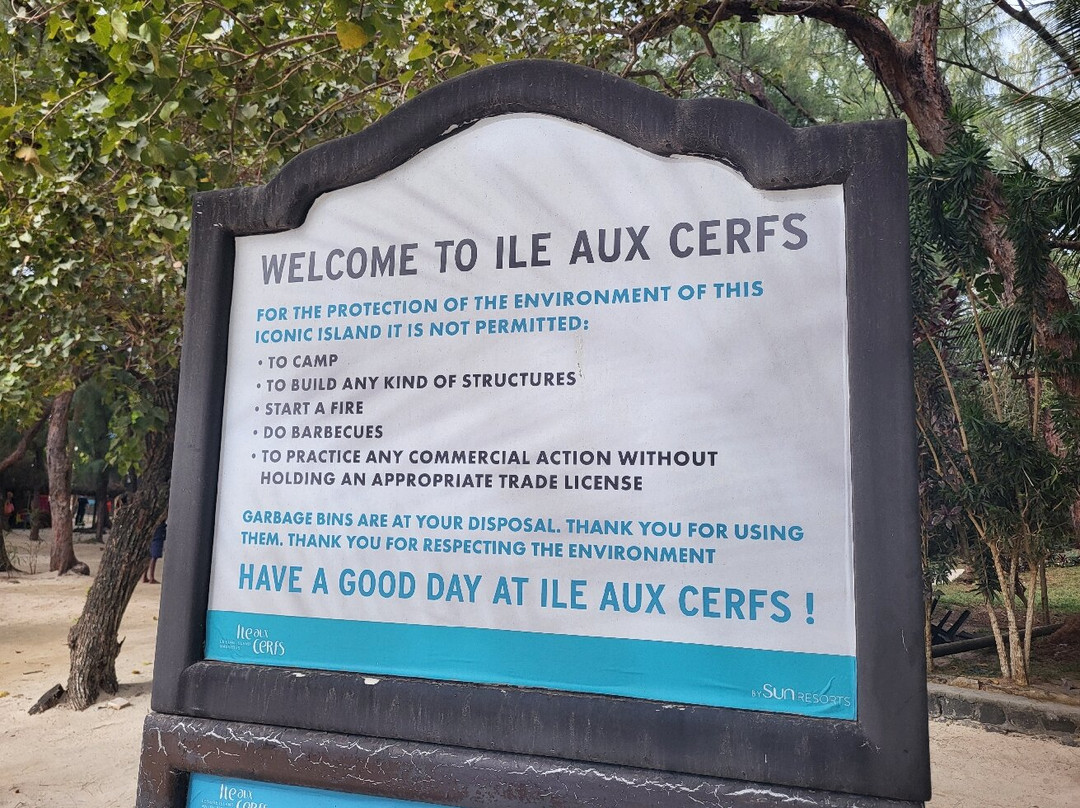 WELCOME TO ILE AUX CERFS
FOR THE PROTECTION OF THE ENVIRONMENT OF THIS
ICONIC ISLAND IT IS NOT PERMITTED:
• TO CAMP
• TO BUILD ANY KIND OF STRUCTURES
• START A FIRE
• DO BARBECUES
• TO PRACTICE ANY COMMERCIAL ACTION WITHOUT
HOLDING AN APPROPRIATE TRADE LICENSE
GARBAGE BINS ARE AT YOUR DISPOSAL. THANK YOU FOR USING
THEM. THANK YOU FOR RESPECTING THE ENVIRONMENT
HAVE A GOOD DAY AT ILE AUX CERFS !
Ile aux
CERFS
BY SUN RESORTS
Ile aux
CERFS